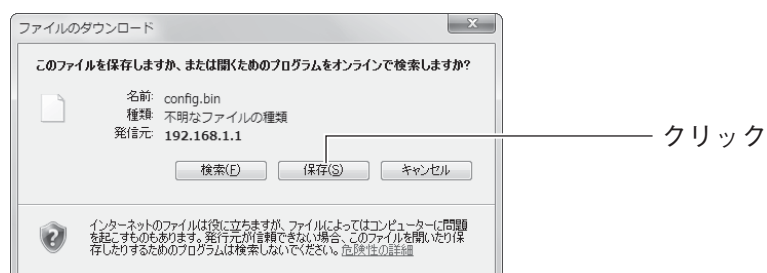 ファイルのダウンロード
このファイルを保存しますか、または開くためのプログラムをオンラインで検索しますか?
名前: config.bin
種類: 不明なファイルの種類
発信元: 192.168.1.1
検索(F) 保存(S) キャンセル
クリック
インターネットのファイルは役に立ちますが、ファイルによってはコンピューターに問題
を起こすものもあります。発行元が信頼できない場合、このファイルを開いたり保
存したりするためのプログラムは検索しないでください。危険性の詳細